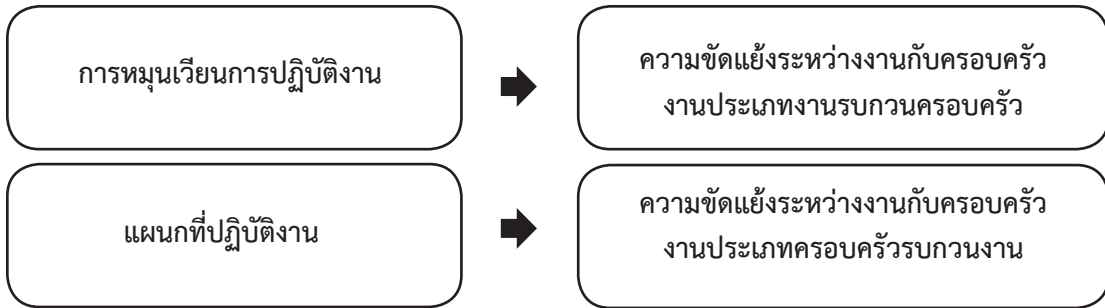 การหมุนเวียนการปฏิบัติงาน
ความขัดแย้งระหว่างงานกับครอบครัว
งานประเภทงานรบกวนครอบครัว
แผนกที่ปฏิบัติงาน
ความขัดแย้งระหว่างงานกับครอบครัว
งานประเภทครอบครัวรบกวนงาน